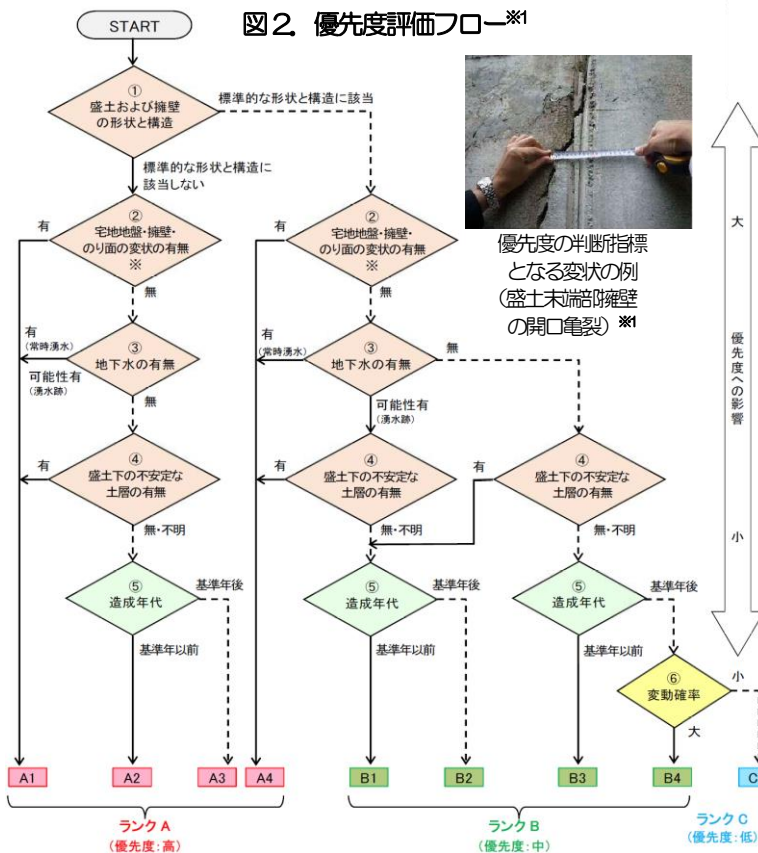 図2. 優先度評価フロー※1
START
①
盛土および擁壁
の形状と構造
標準的な形状と構造に該当
標準的な形状と構造に
該当しない
優先度の判断指標
となる変状の例
(盛土末端部擁壁
の開口亀裂) ※1
②
宅地地盤・擁壁・
のり面の変状の有無
※
有
無
②
宅地地盤・擁壁・
のり面の変状の有無
※
有
無
③
地下水の有無
有
(常時湧水)
可能性有
(湧水跡)
無
③
地下水の有無
有
(常時湧水)
無
可能性有
(湧水跡)
④
盛土下の不安定な
土層の有無
有
無・不明
④
盛土下の不安定な
土層の有無
有
無・不明
④
盛土下の不安定な
土層の有無
有
無・不明
⑤
造成年代
基準年後
基準年以前
⑤
造成年代
基準年後
基準年以前
⑤
造成年代
基準年後
基準年以前
⑥
変動確率
小
大
大
優先度への影響
小
A1
A2
A3
A4
B1
B2
B3
B4
C
ランクA
(優先度:高)
ランクB
(優先度:中)
ランクC
(優先度:低)